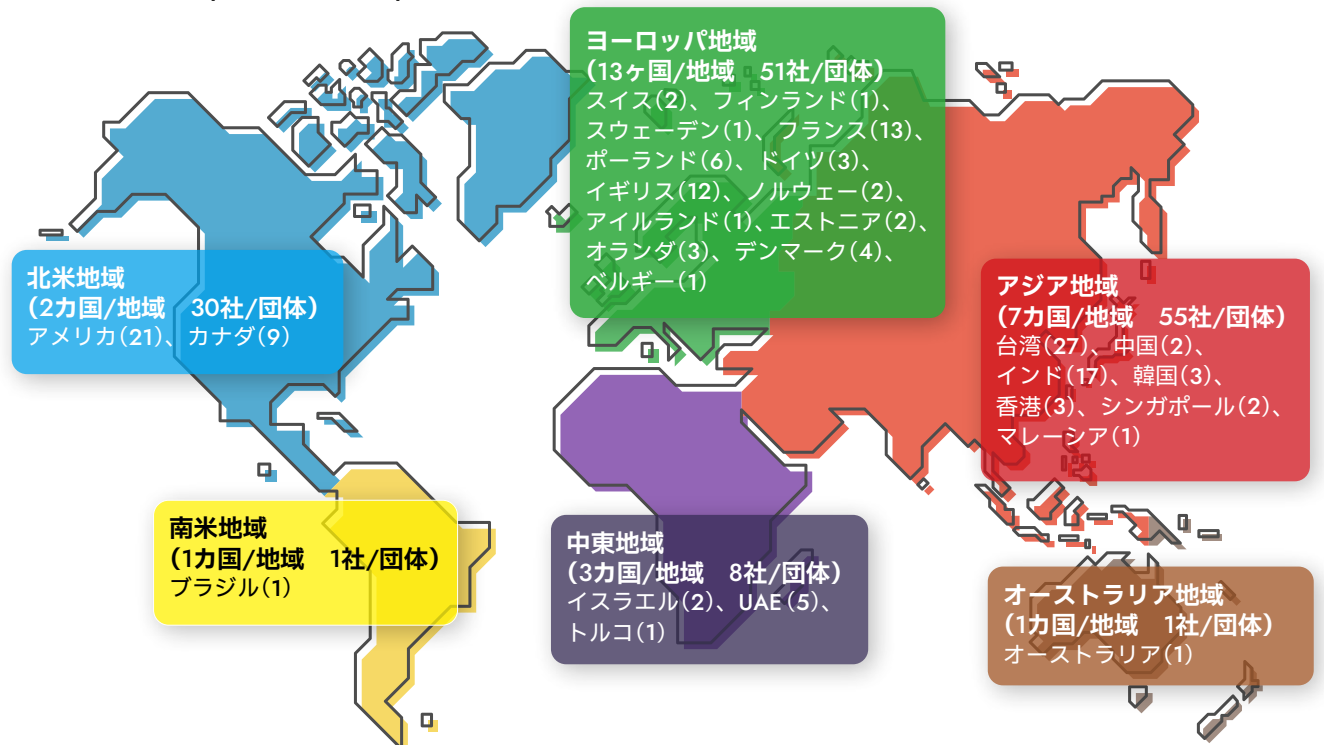 ヨーロッパ地域
(13ヶ国/地域　51社/団体)
スイス(2)、フィンランド(1)、
スウェーデン(1)、フランス(13)、
ポーランド(6)、ドイツ(3)、
イギリス(12)、ノルウェー(2)、
アイルランド(1)、エストニア(2)、
オランダ(3)、デンマーク(4)、
ベルギー(1)
北米地域
(2カ国/地域　30社/団体)
アメリカ(21)、カナダ(9)
アジア地域
(7カ国/地域　55社/団体)
台湾(27)、中国(2)、
インド(17)、韓国(3)、
香港(3)、シンガポール(2)、
マレーシア(1)
南米地域
(1カ国/地域　1社/団体)
ブラジル(1)
中東地域
(3カ国/地域　8社/団体)
イスラエル(2)、UAE(5)、
トルコ(1)
オーストラリア地域
(1カ国/地域　1社/団体)
オーストラリア(1)